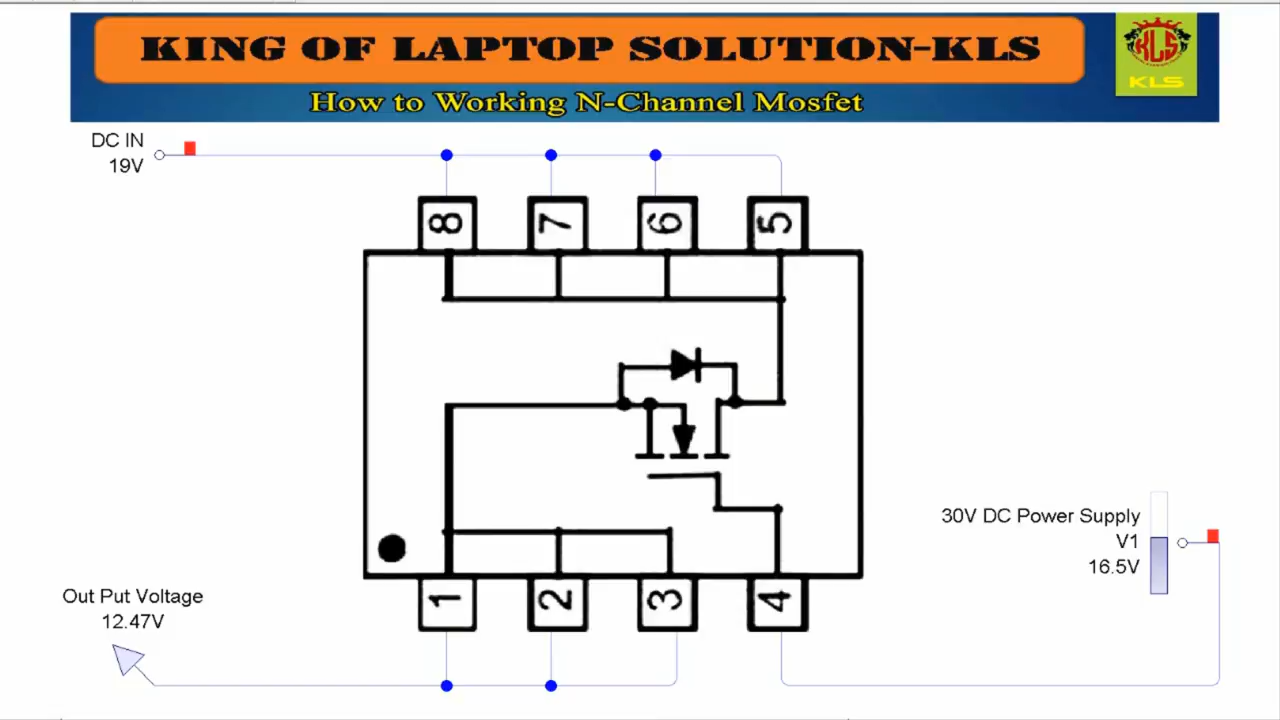 KING OF LAPTOP SOLUTION-KLS
KLS
KLS
How to Working N-Channel Mosfet
DC IN
19V
8 7 6 5
30V DC Power Supply
V1
16.5V
Out Put Voltage
12.47V
1 2 3 4